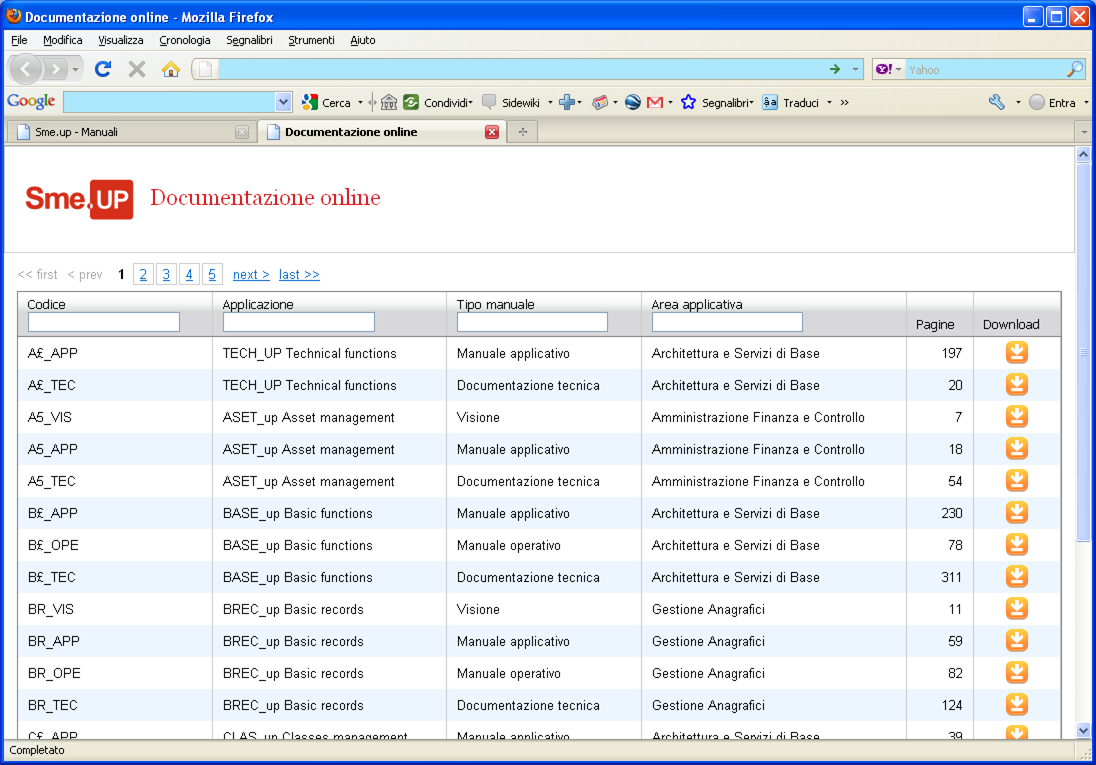 Documentazione online - Mozilla Firefox
File Modifica Visualizza Cronologia Segnalibri Strumenti Aiuto
Y! Yahoo
Google Cerca Condividi Sidewiki Segnalibri Traduci » Entra
Sme.up - Manuali Documentazione online
Sme.UP Documentazione online
<< first < prev 1 2 3 4 5 next > last >>
Codice Applicazione Tipo manuale Area applicativa Pagine Download
A£_APP TECH_UP Technical functions Manuale applicativo Architettura e Servizi di Base 197
A£_TEC TECH_UP Technical functions Documentazione tecnica Architettura e Servizi di Base 20
A5_VIS ASET_up Asset management Visione Amministrazione Finanza e Controllo 7
A5_APP ASET_up Asset management Manuale applicativo Amministrazione Finanza e Controllo 18
A5_TEC ASET_up Asset management Documentazione tecnica Amministrazione Finanza e Controllo 54
B£_APP BASE_up Basic functions Manuale applicativo Architettura e Servizi di Base 230
B£_OPE BASE_up Basic functions Manuale operativo Architettura e Servizi di Base 78
B£_TEC BASE_up Basic functions Documentazione tecnica Architettura e Servizi di Base 311
BR_VIS BREC_up Basic records Visione Gestione Anagrafici 11
BR_APP BREC_up Basic records Manuale applicativo Gestione Anagrafici 59
BR_OPE BREC_up Basic records Manuale operativo Gestione Anagrafici 82
BR_TEC BREC_up Basic records Documentazione tecnica Gestione Anagrafici 124
C£_APP CLAS_up Classes management Manuale applicativo Architettura e Servizi di Base 39
Completato